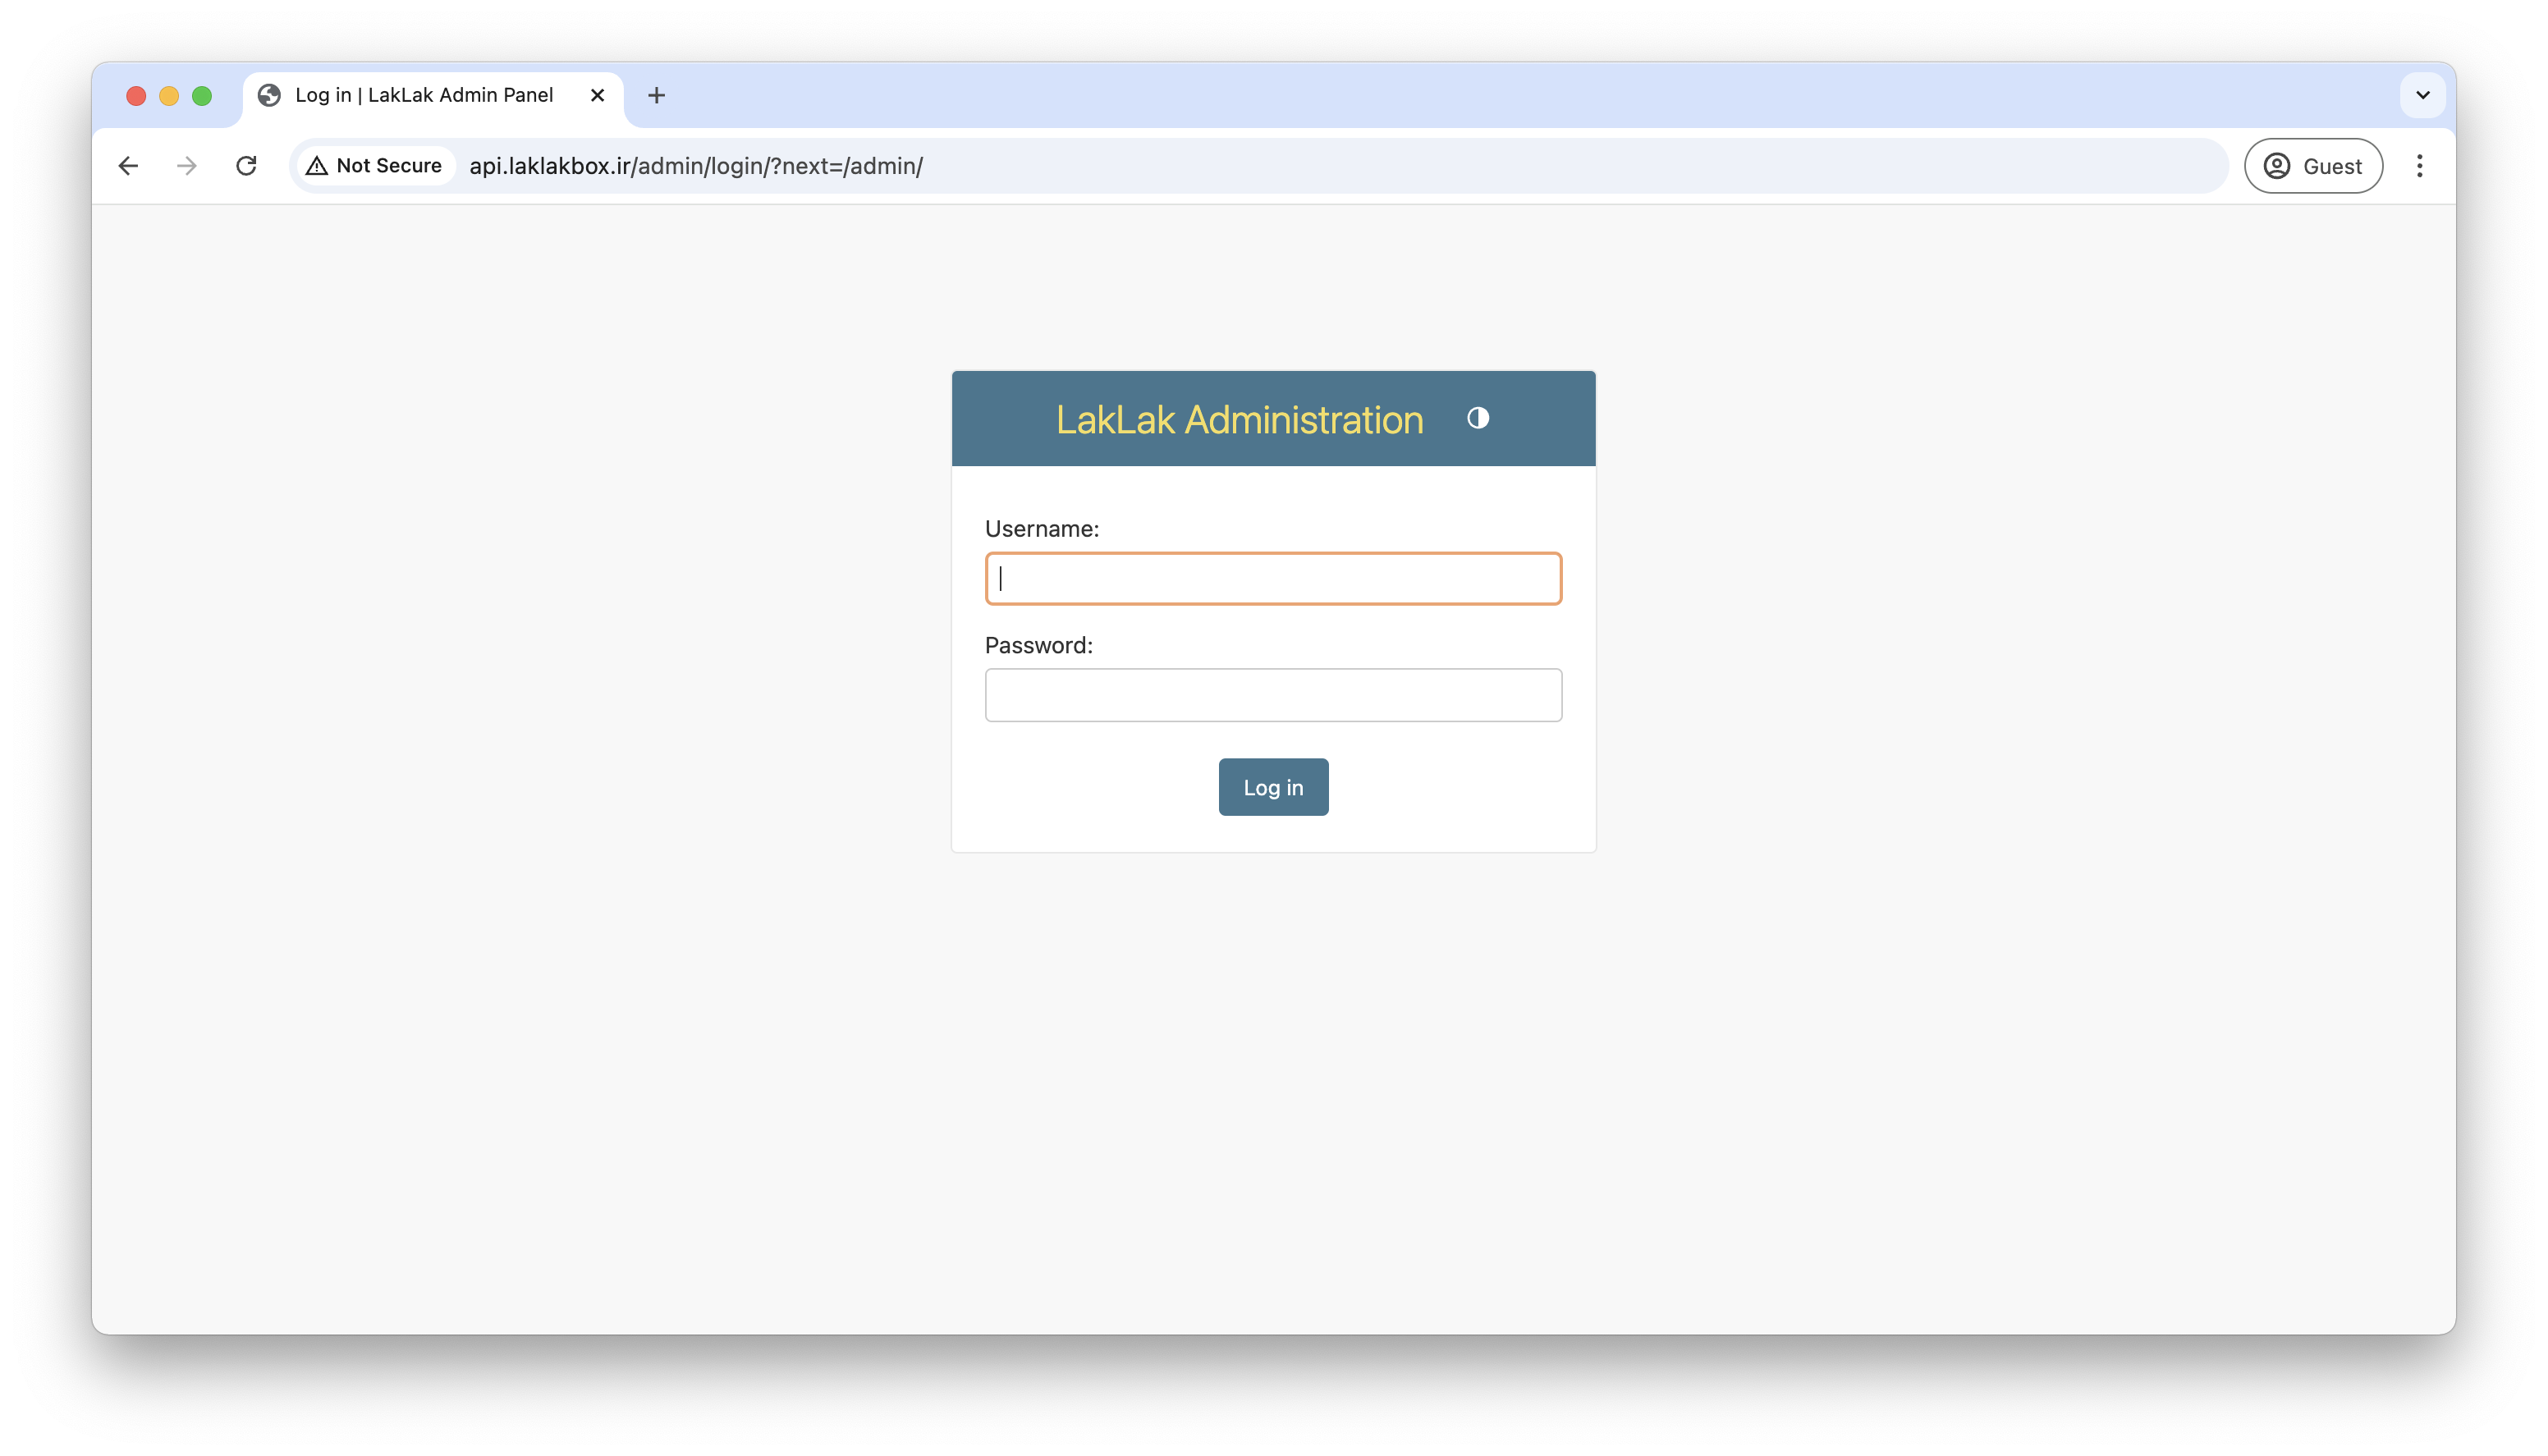 Log in | LakLak Admin Panel
Not Secure
api.laklakbox.ir/admin/login/?next=/admin/
Guest
LakLak Administration
Username:
Password:
Log in